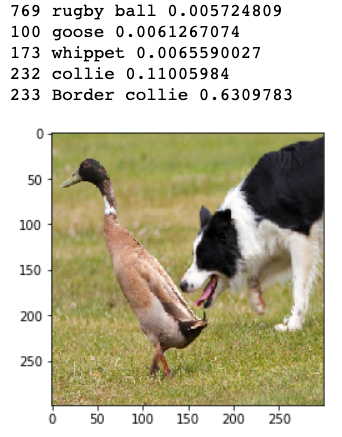 769 rugby ball 0.005724809
100 goose 0.0061267074
173 whippet 0.0065590027
232 collie 0.11005984
233 Border collie 0.6309783
0
50
100
150
200
250
0 50 100 150 200 250